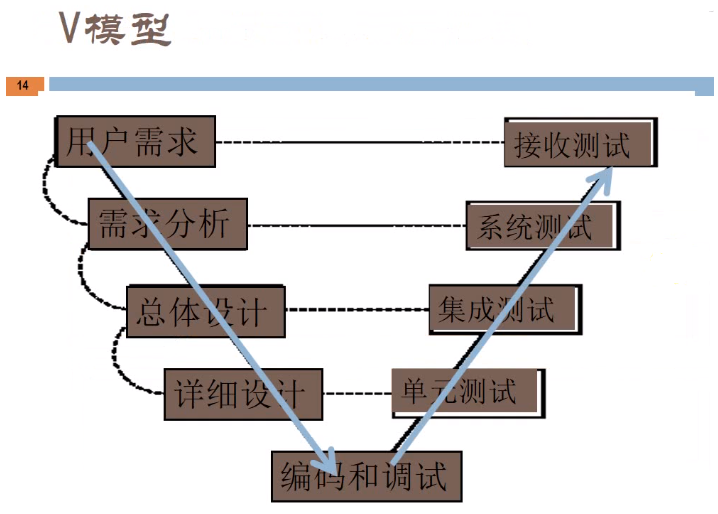 V模型
14
用户需求
接收测试
需求分析
系统测试
总体设计
集成测试
详细设计
单元测试
编码和调试